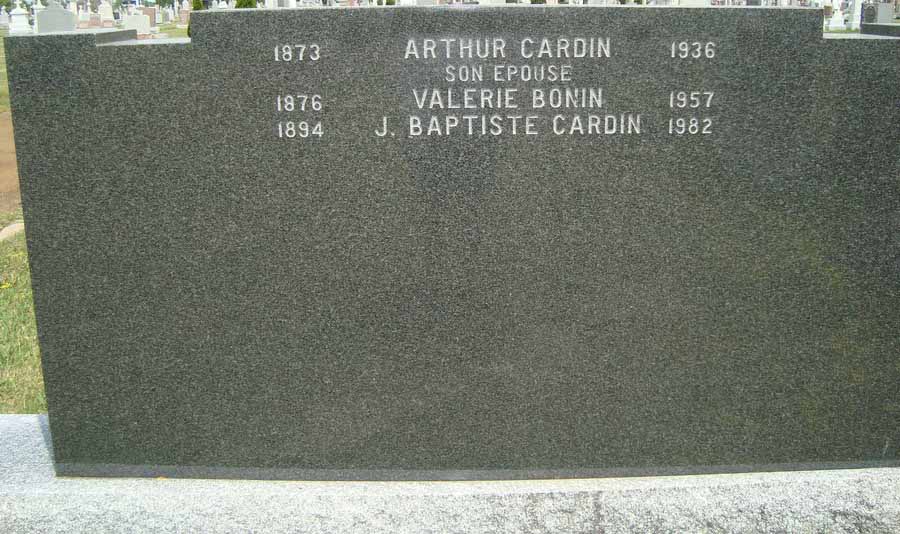 1873 ARTHUR CARDIN 1936
SON EPOUSE
1876 VALERIE BONIN 1957
1894 J. BAPTISTE CARDIN 1982